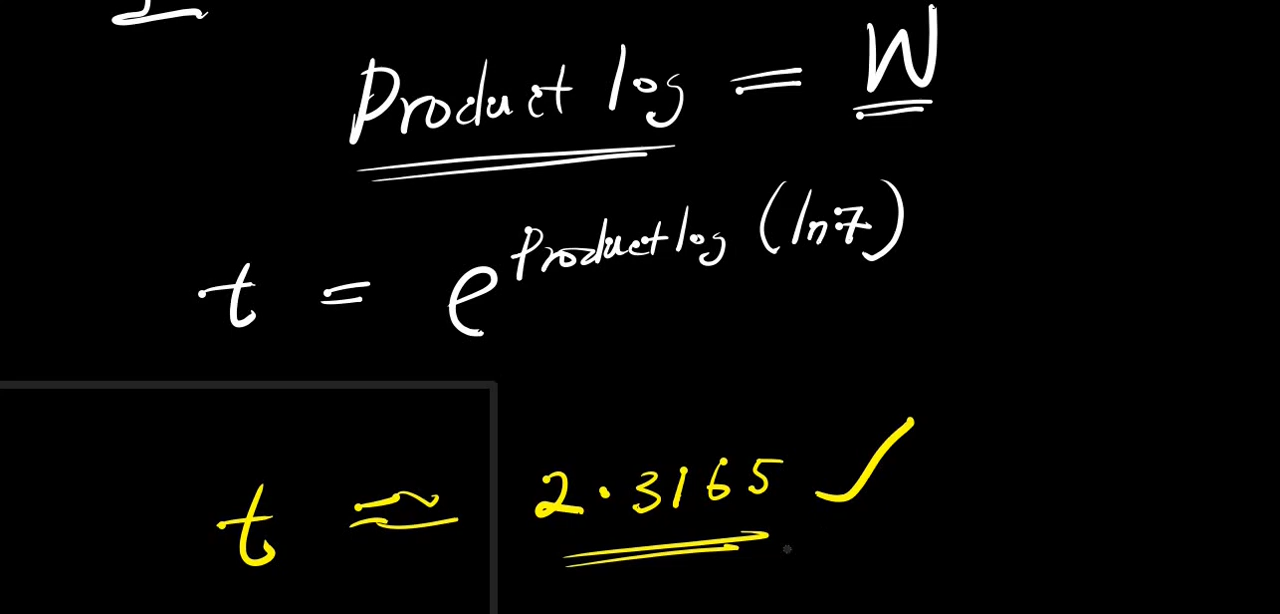 Product log = W
t = e^Productlog (ln7)
t ≈ 2.3165 ✓